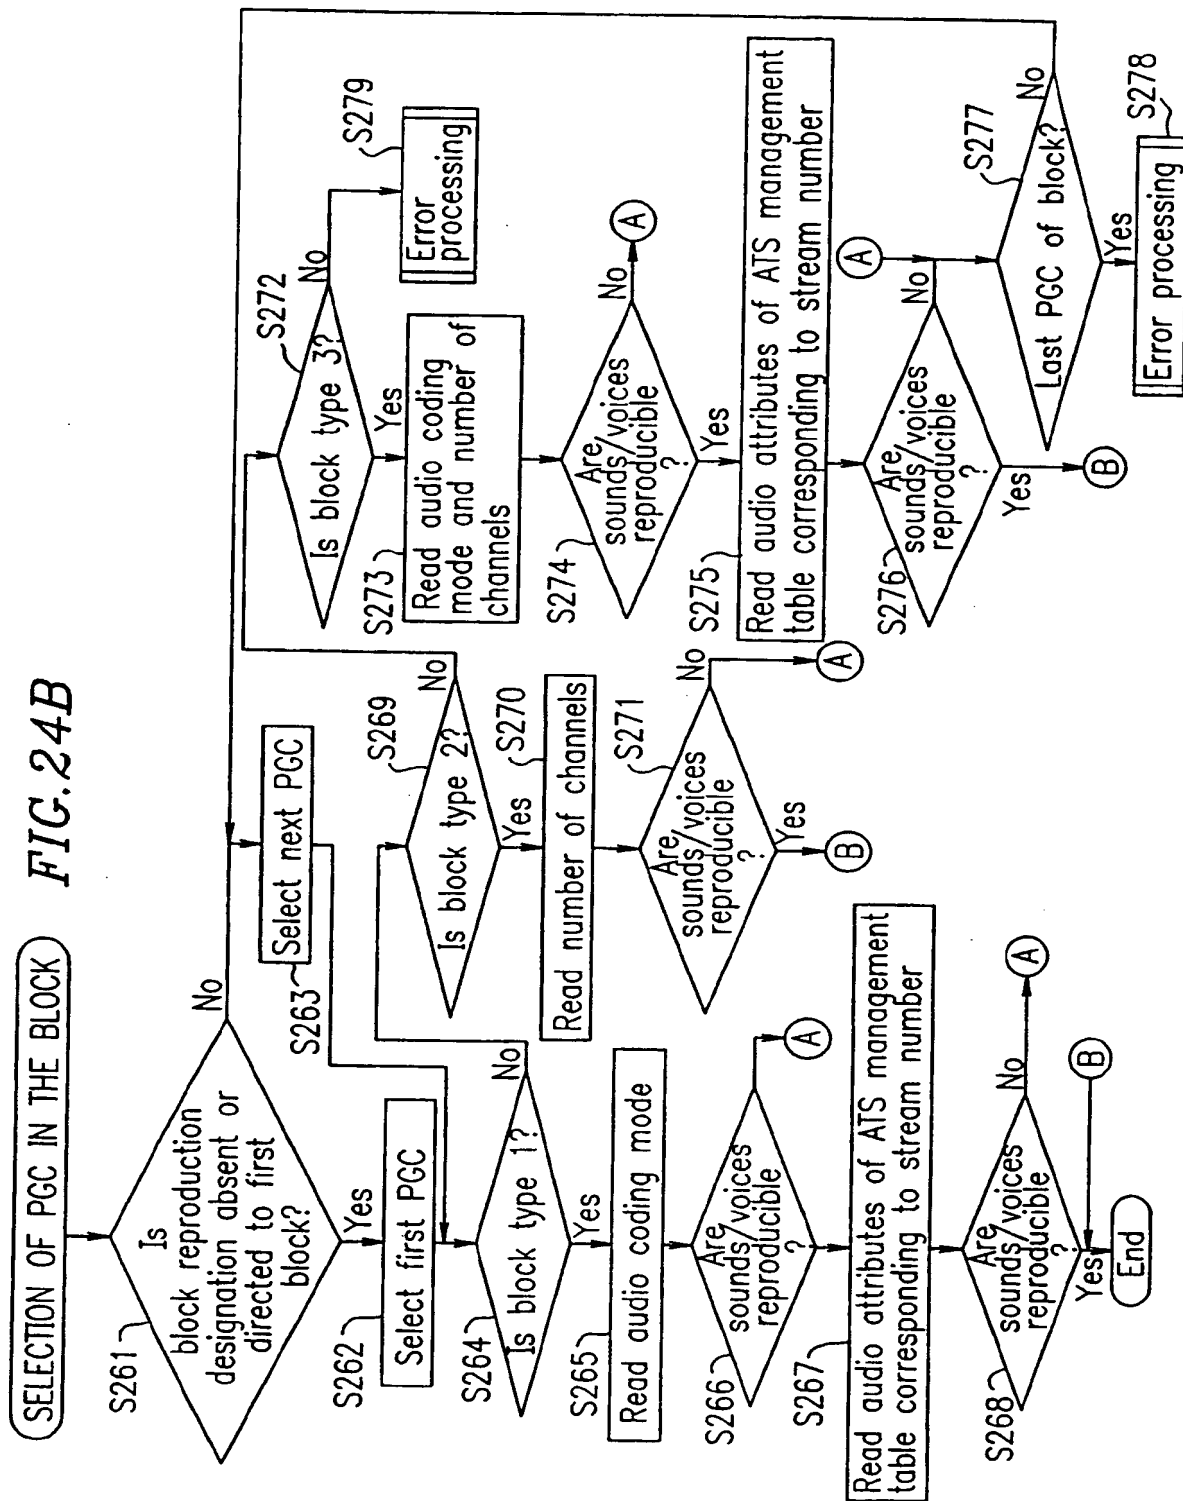 FIG.24B
SELECTION OF PGC IN THE BLOCK
S261
Is
block reproduction
designation absent or
directed to first
block?
No
Yes
S262
Select first PGC
S263
Select next PGC
S264
Is block type 1?
No
Yes
S265
Read audio coding mode
S266
Are
sounds/voices
reproducible
?
A
S267
Read audio attributes of ATS management
table corresponding to stream number
S268
Are
sounds/voices
reproducible
?
No
A
Yes
B
End
S269
Is block type 2?
No
Yes
S270
Read number of channels
S271
Are
sounds/voices
reproducible
?
No
A
Yes
B
S272
Is block type 3?
No
S279
Error
processing
Yes
S273
Read audio coding
mode and number of
channels
S274
Are
sounds/voices
reproducible
?
No
A
Yes
S275
Read audio attributes of ATS management
table corresponding to stream number
S276
Are
sounds/voices
reproducible
?
No
A
Yes
B
S277
Last PGC of block?
No
Yes
S278
Error processing